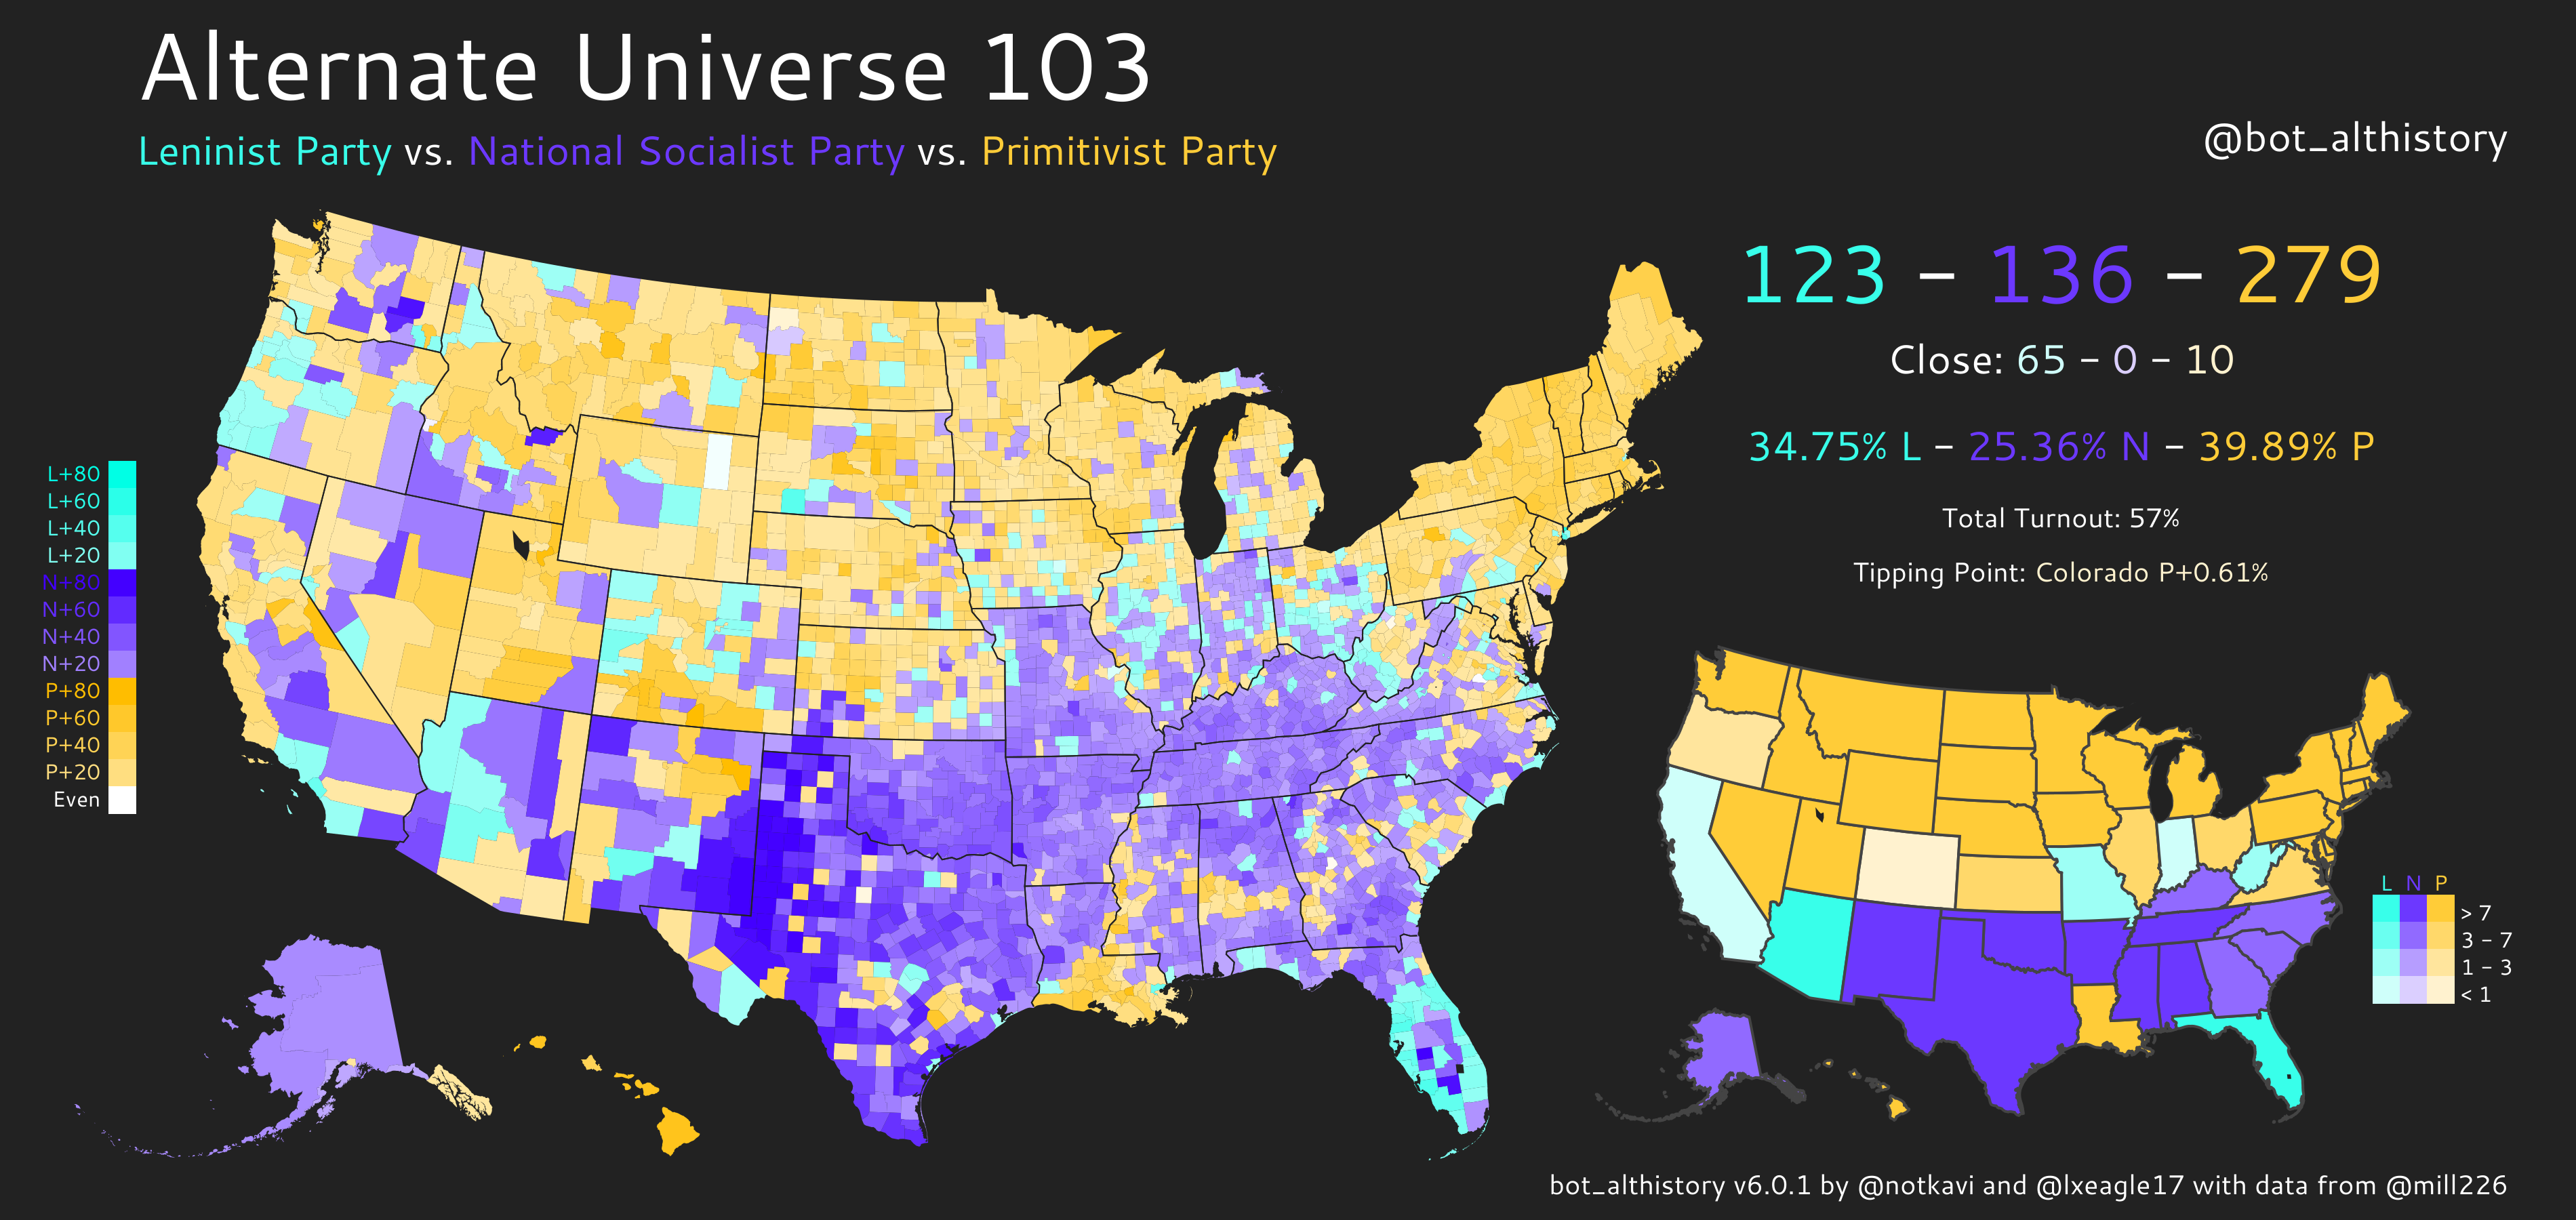 Alternate Universe 103
Leninist Party vs. National Socialist Party vs. Primitivist Party
@bot_althistory
123 - 136 - 279
Close: 65 - 0 - 10
34.75% L - 25.36% N - 39.89% P
Total Turnout: 57%
Tipping Point: Colorado P+0.61%
L+80
L+60
L+40
L+20
N+80
N+60
N+40
N+20
P+80
P+60
P+40
P+20
Even
L N P
> 7
3 - 7
1 - 3
< 1
bot_althistory v6.0.1 by @notkavi and @lxeagle17 with data from @mill226